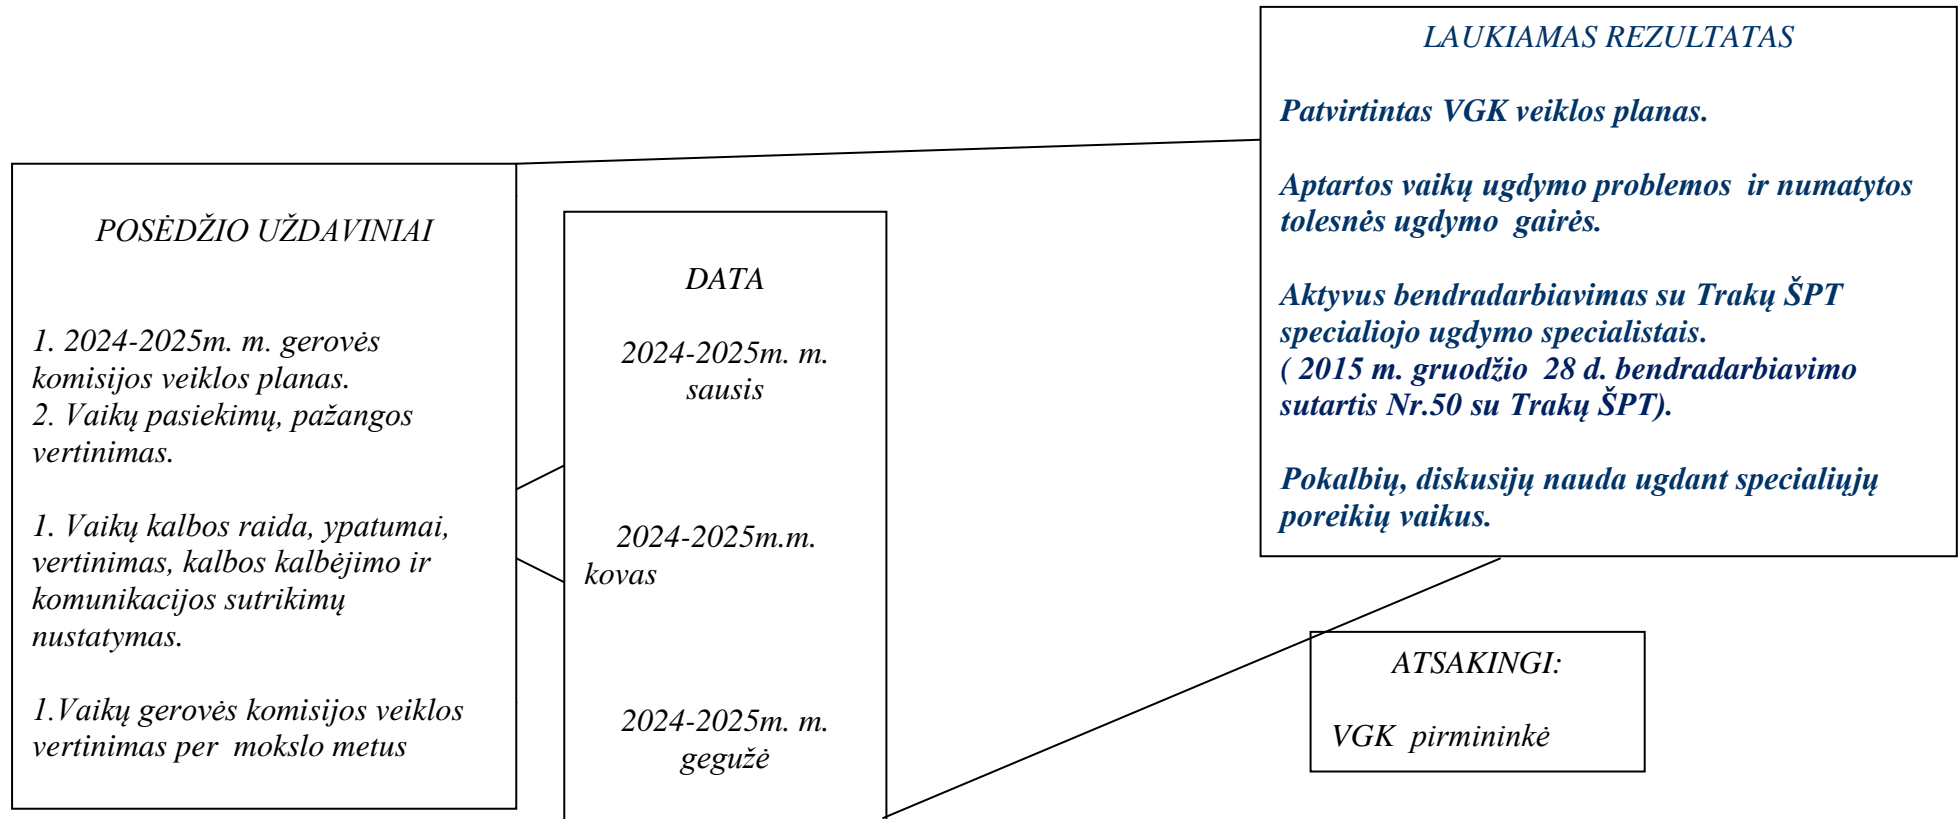 POSĖDŽIO UŽDAVINIAI
1. 2024-2025m. m. gerovės
komisijos veiklos planas.
2. Vaikų pasiekimų, pažangos
vertinimas.
1. Vaikų kalbos raida, ypatumai,
vertinimas, kalbos kalbėjimo ir
komunikacijos sutrikimų
nustatymas.
1.Vaikų gerovės komisijos veiklos
vertinimas per mokslo metus
DATA
2024-2025m. m.
sausis
2024-2025m.m.
kovas
2024-2025m. m.
gegužė
LAUKIAMAS REZULTATAS
Patvirtintas VGK veiklos planas.
Aptartos vaikų ugdymo problemos ir numatytos
tolesnės ugdymo gairės.
Aktyvus bendradarbiavimas su Trakų ŠPT
specialiojo ugdymo specialistais.
( 2015 m. gruodžio 28 d. bendradarbiavimo
sutartis Nr.50 su Trakų ŠPT).
Pokalbių, diskusijų nauda ugdant specialiųjų
poreikių vaikus.
ATSAKINGI:
VGK pirmininkė